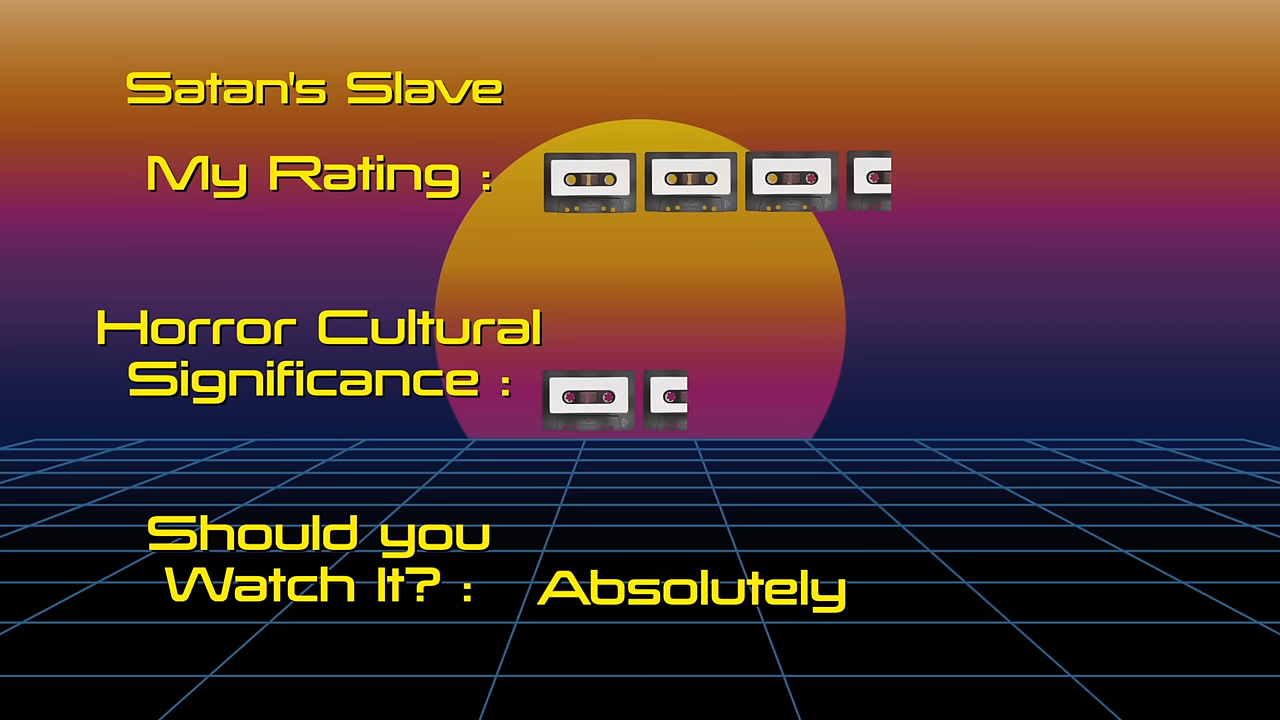 Satan's Slave
My Rating :
Horror Cultural
Significance :
Should you
Watch It? : Absolutely